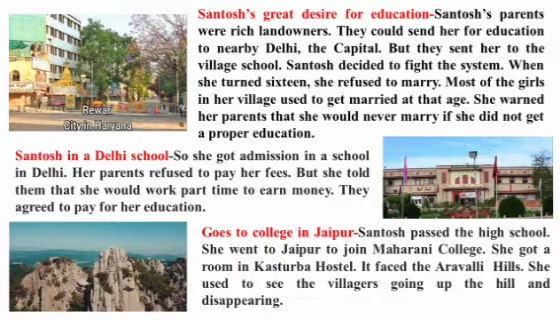 Santosh's great desire for education-Santosh's parents
were rich landowners. They could send her for education
to nearby Delhi, the Capital. But they sent her to the
village school. Santosh decided to fight the system. When
she turned sixteen, she refused to marry. Most of the girls
in her village used to get married at that age. She warned
her parents that she would never marry if she did not get
a proper education.
Rewari
City in Haryana
Santosh in a Delhi school-So she got admission in a school
in Delhi. Her parents refused to pay her fees. But she told
them that she would work part time to earn money. They
agreed to pay for her education.
Goes to college in Jaipur-Santosh passed the high school.
She went to Jaipur to join Maharani College. She got a
room in Kasturba Hostel. It faced the Aravalli Hills. She
used to see the villagers going up the hill and
disappearing.